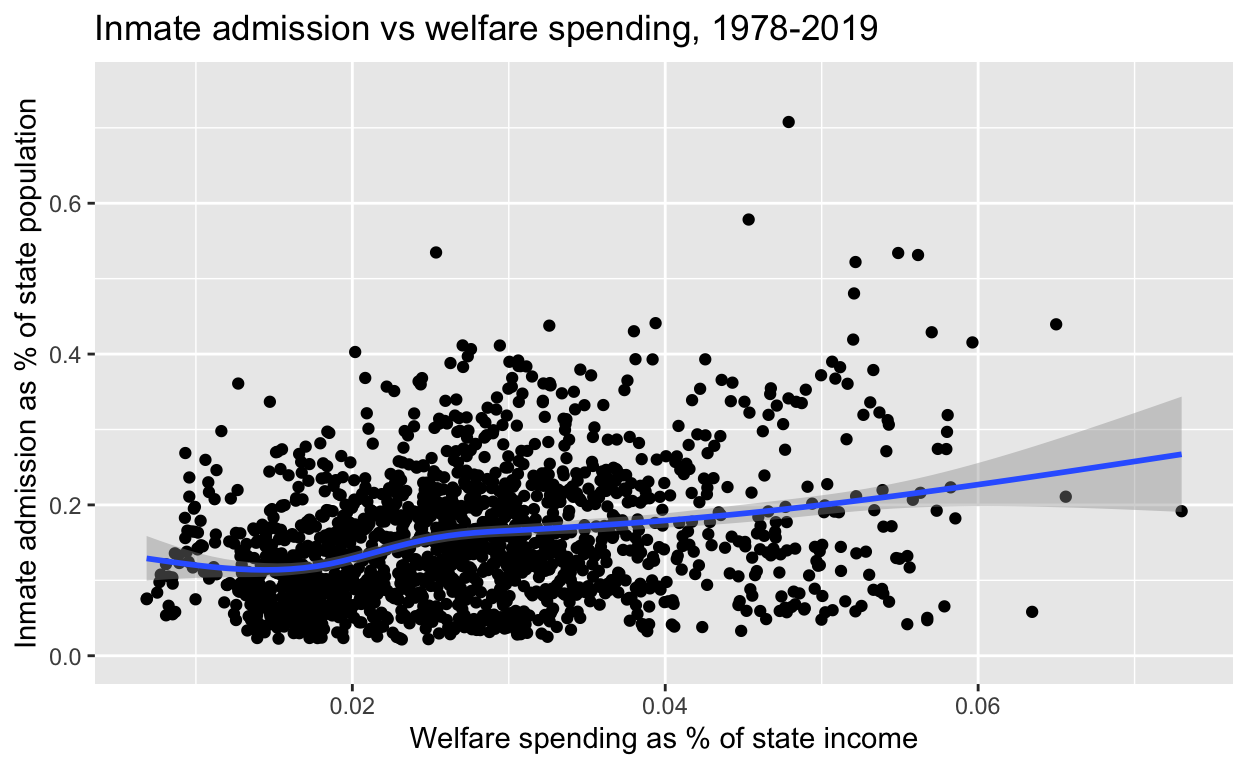 Inmate admission vs welfare spending, 1978-2019
Inmate admission as % of state population
0.6
0.4
0.2
0.0
0.02 0.04 0.06
Welfare spending as % of state income